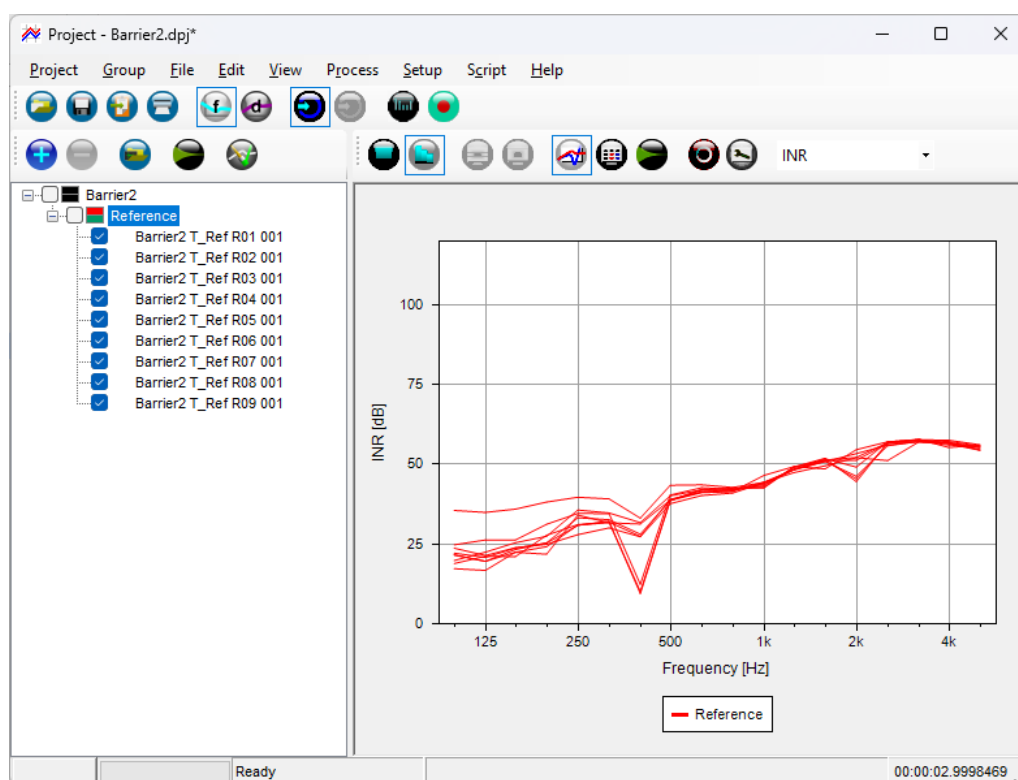 Project - Barrier2.dpj*
Project Group File Edit View Process Setup Script Help
f d
INR
Barrier2
Reference
Barrier2 T_Ref R01 001
Barrier2 T_Ref R02 001
Barrier2 T_Ref R03 001
Barrier2 T_Ref R04 001
Barrier2 T_Ref R05 001
Barrier2 T_Ref R06 001
Barrier2 T_Ref R07 001
Barrier2 T_Ref R08 001
Barrier2 T_Ref R09 001
INR [dB]
100
75
50
25
0
125 250 500 1k 2k 4k
Frequency [Hz]
Reference
Ready 00:00:02.9998469